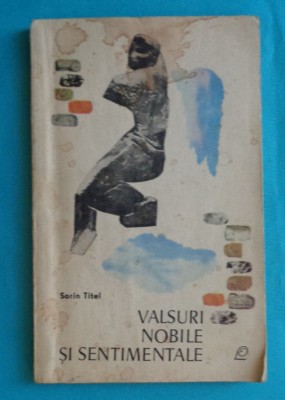 Sorin Titel
VALSURI
NOBILE
ȘI SENTIMENTALE